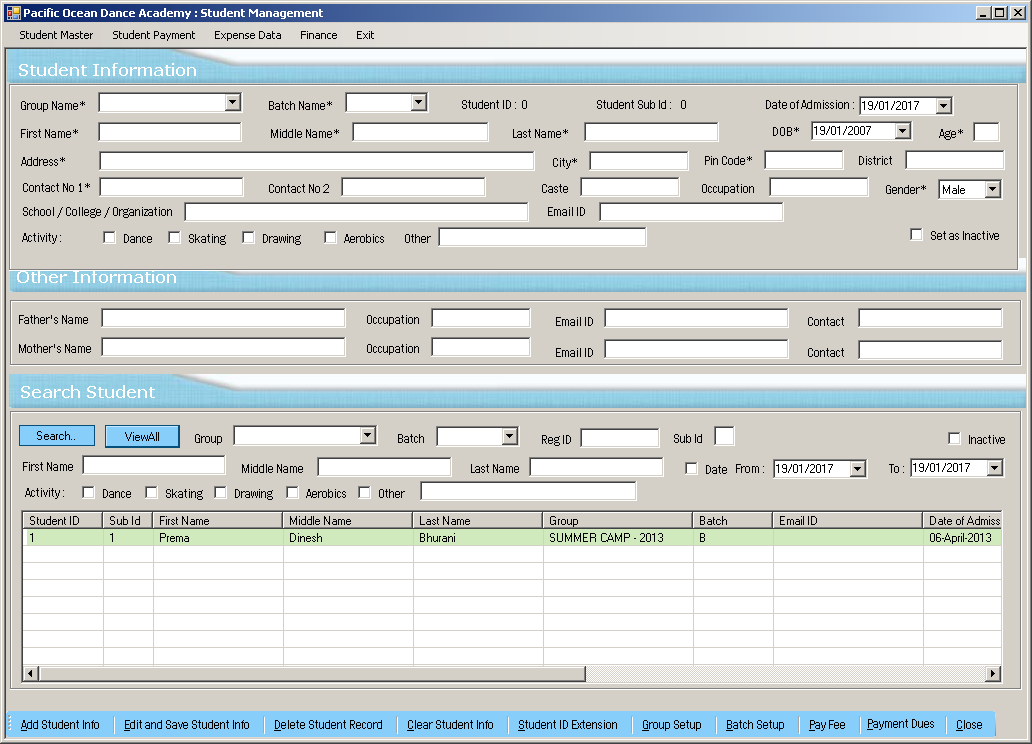 Pacific Ocean Dance Academy : Student Management
Student Master Student Payment Expense Data Finance Exit
Student Information
Group Name* Batch Name* Student ID : 0 Student Sub Id : 0 Date of Admission : 19/01/2017
First Name* Middle Name* Last Name* DOB* 19/01/2007 Age*
Address* City* Pin Code* District
Contact No 1* Contact No 2 Caste Occupation Gender* Male
School / College / Organization Email ID
Activity : Dance Skating Drawing Aerobics Other Set as Inactive
Other Information
Father's Name Occupation Email ID Contact
Mother's Name Occupation Email ID Contact
Search Student
Search.. ViewAll Group Batch Reg ID Sub Id Inactive
First Name Middle Name Last Name Date From : 19/01/2017 To : 19/01/2017
Activity : Dance Skating Drawing Aerobics Other
Student ID Sub Id First Name Middle Name Last Name Group Batch Email ID Date of Admiss
1 1 Prema Dinesh Bhurani SUMMER CAMP - 2013 B 06-April-2013
Add Student Info Edit and Save Student Info Delete Student Record Clear Student Info Student ID Extension Group Setup Batch Setup Pay Fee Payment Dues Close